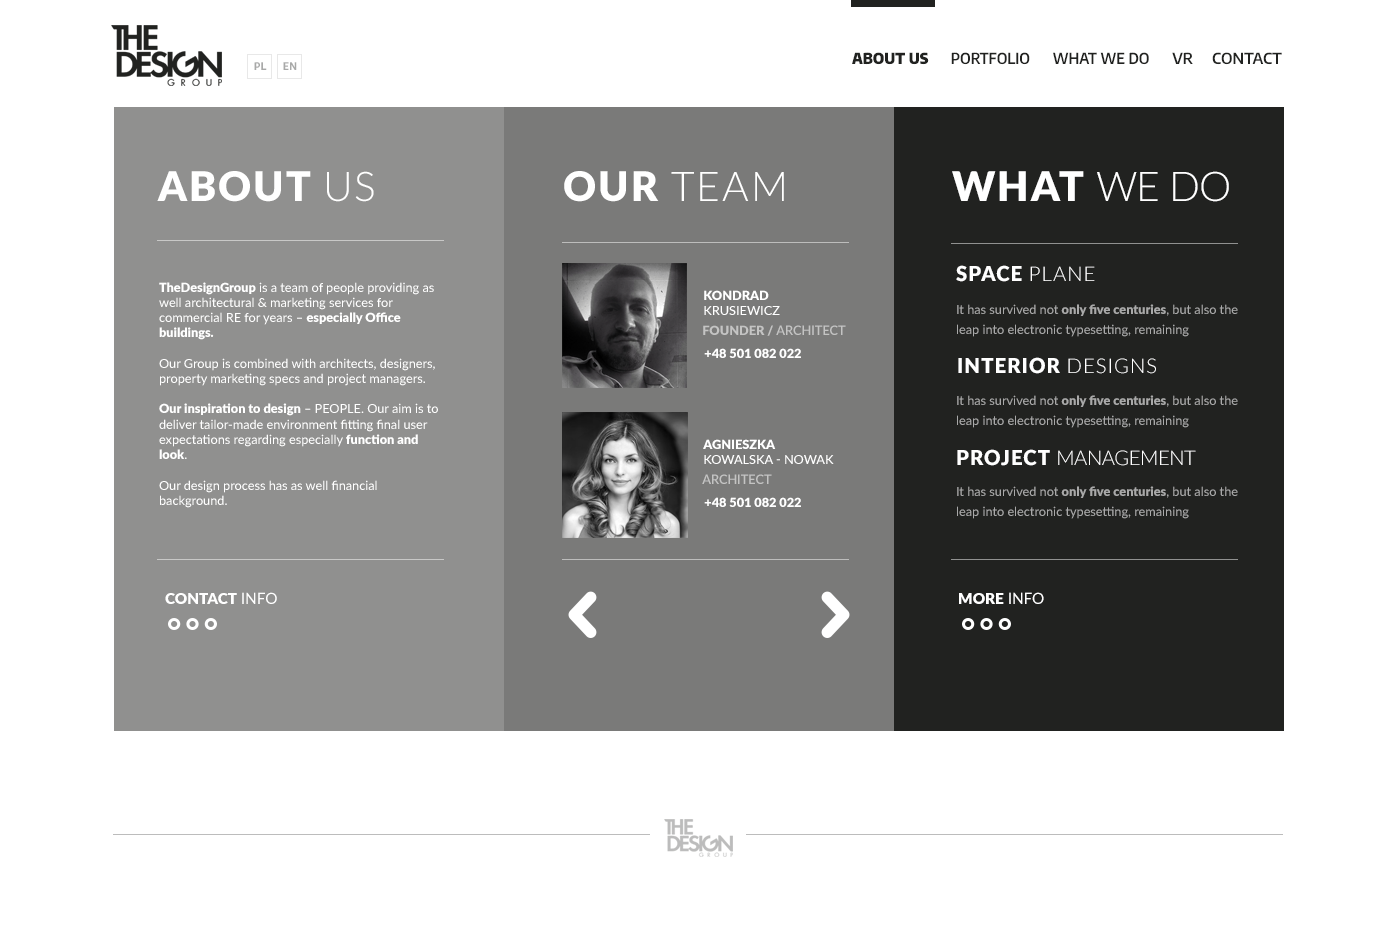 THE
DESIGN
GROUP
PL EN
ABOUT US PORTFOLIO WHAT WE DO VR CONTACT
ABOUT US
TheDesignGroup is a team of people providing as
well architectural & marketing services for
commercial RE for years – especially Office
buildings.
Our Group is combined with architects, designers,
property marketing specs and project managers.
Our inspiration to design – PEOPLE. Our aim is to
deliver tailor-made environment fitting final user
expectations regarding especially function and
look.
Our design process has as well financial
background.
CONTACT INFO
OUR TEAM
KONDRAD
KRUSIEWICZ
FOUNDER / ARCHITECT
+48 501 082 022
AGNIESZKA
KOWALSKA - NOWAK
ARCHITECT
+48 501 082 022
WHAT WE DO
SPACE PLANE
It has survived not only five centuries, but also the
leap into electronic typesetting, remaining
INTERIOR DESIGNS
It has survived not only five centuries, but also the
leap into electronic typesetting, remaining
PROJECT MANAGEMENT
It has survived not only five centuries, but also the
leap into electronic typesetting, remaining
MORE INFO
THE
DESIGN
GROUP